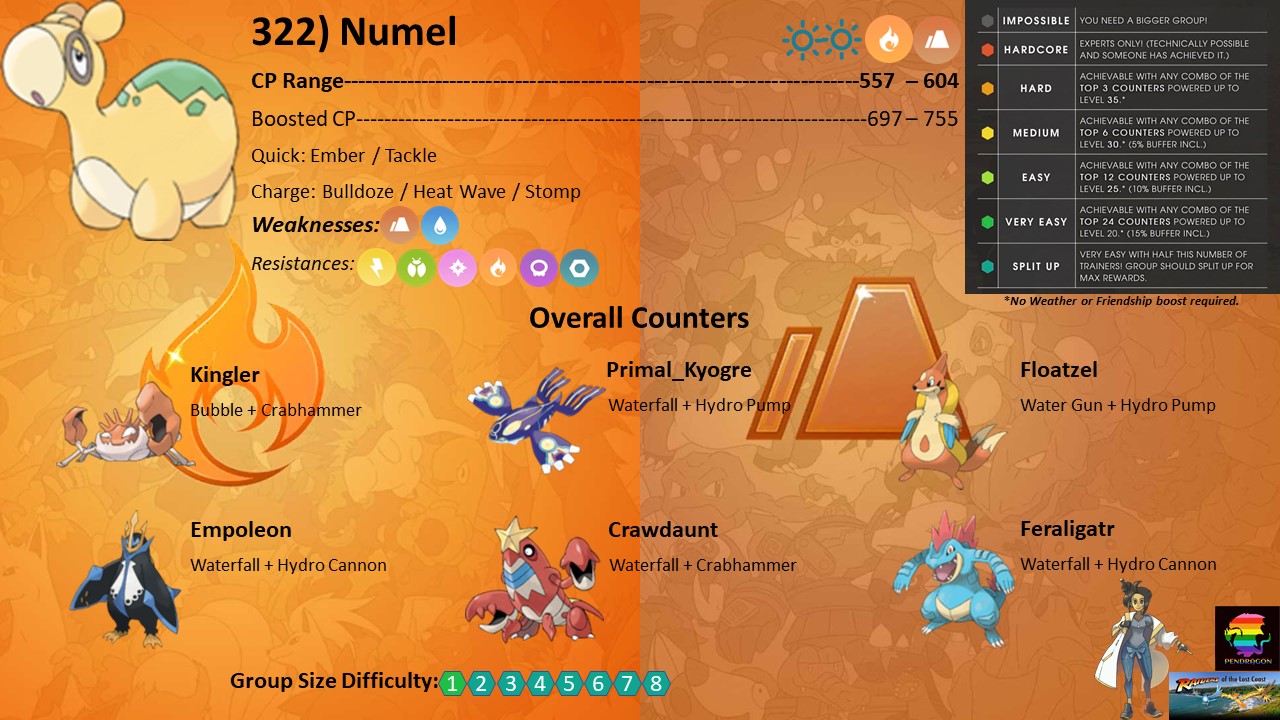 322) Numel
CP Range---557 – 604
Boosted CP---697 – 755
Quick: Ember / Tackle
Charge: Bulldoze / Heat Wave / Stomp
Weaknesses:
Resistances:
IMPOSSIBLE YOU NEED A BIGGER GROUP!
HARDCORE EXPERTS ONLY! (TECHNICALLY POSSIBLE
AND SOMEONE HAS ACHIEVED IT.)
HARD ACHIEVABLE WITH ANY COMBO OF THE
TOP 3 COUNTERS POWERED UP TO
LEVEL 35.*
MEDIUM ACHIEVABLE WITH ANY COMBO OF THE
TOP 6 COUNTERS POWERED UP TO
LEVEL 30.* (5% BUFFER INCL.)
EASY ACHIEVABLE WITH ANY COMBO OF THE
TOP 12 COUNTERS POWERED UP TO
LEVEL 25.* (10% BUFFER INCL.)
VERY EASY ACHIEVABLE WITH ANY COMBO OF THE
TOP 24 COUNTERS POWERED UP TO
LEVEL 20.* (15% BUFFER INCL.)
SPLIT UP VERY EASY WITH HALF THIS NUMBER OF
TRAINERS! GROUP SHOULD SPLIT UP FOR
MAX REWARDS.
*No Weather or Friendship boost required.
Overall Counters
Kingler
Bubble + Crabhammer
Primal_Kyogre
Waterfall + Hydro Pump
Floatzel
Water Gun + Hydro Pump
Empoleon
Waterfall + Hydro Cannon
Crawdaunt
Waterfall + Crabhammer
Feraligatr
Waterfall + Hydro Cannon
Group Size Difficulty: 1 2 3 4 5 6 7 8
PENDRAGON
RAIDERS of the Lost Coast